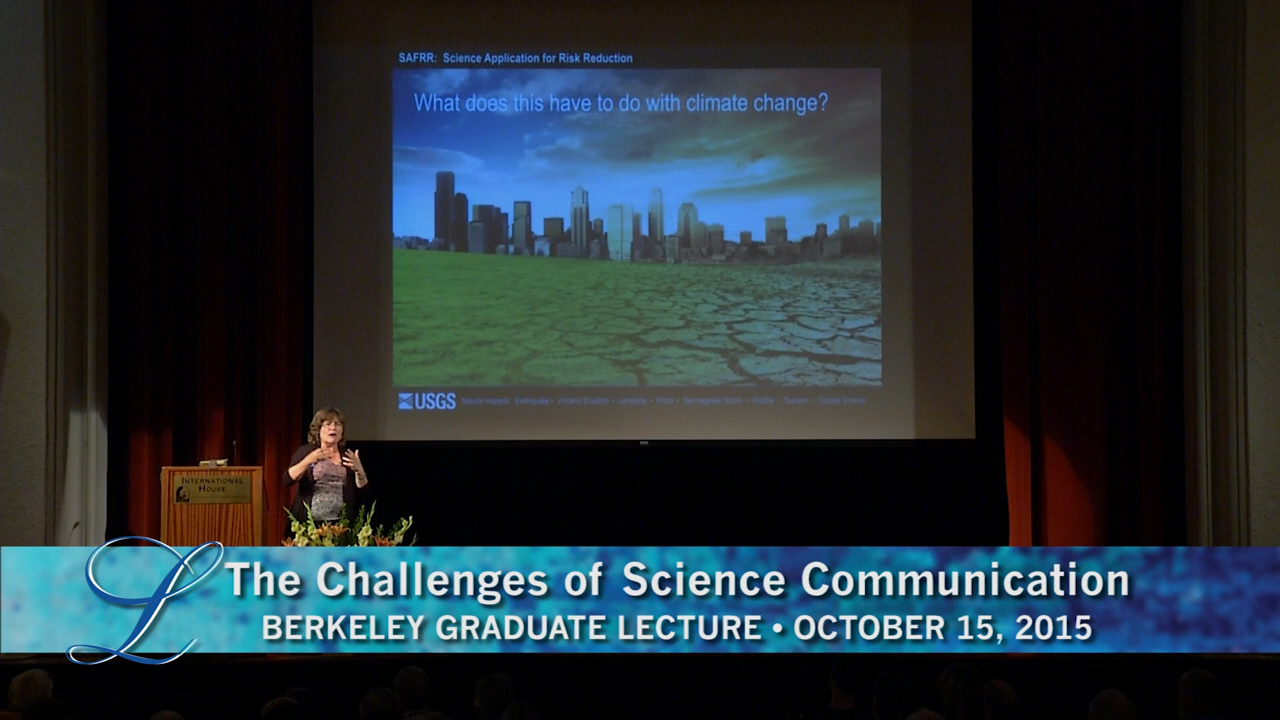 SAFRR: Science Application for Risk Reduction
What does this have to do with climate change?
USGS
INTERNATIONAL
HOUSE
The Challenges of Science Communication
BERKELEY GRADUATE LECTURE • OCTOBER 15, 2015